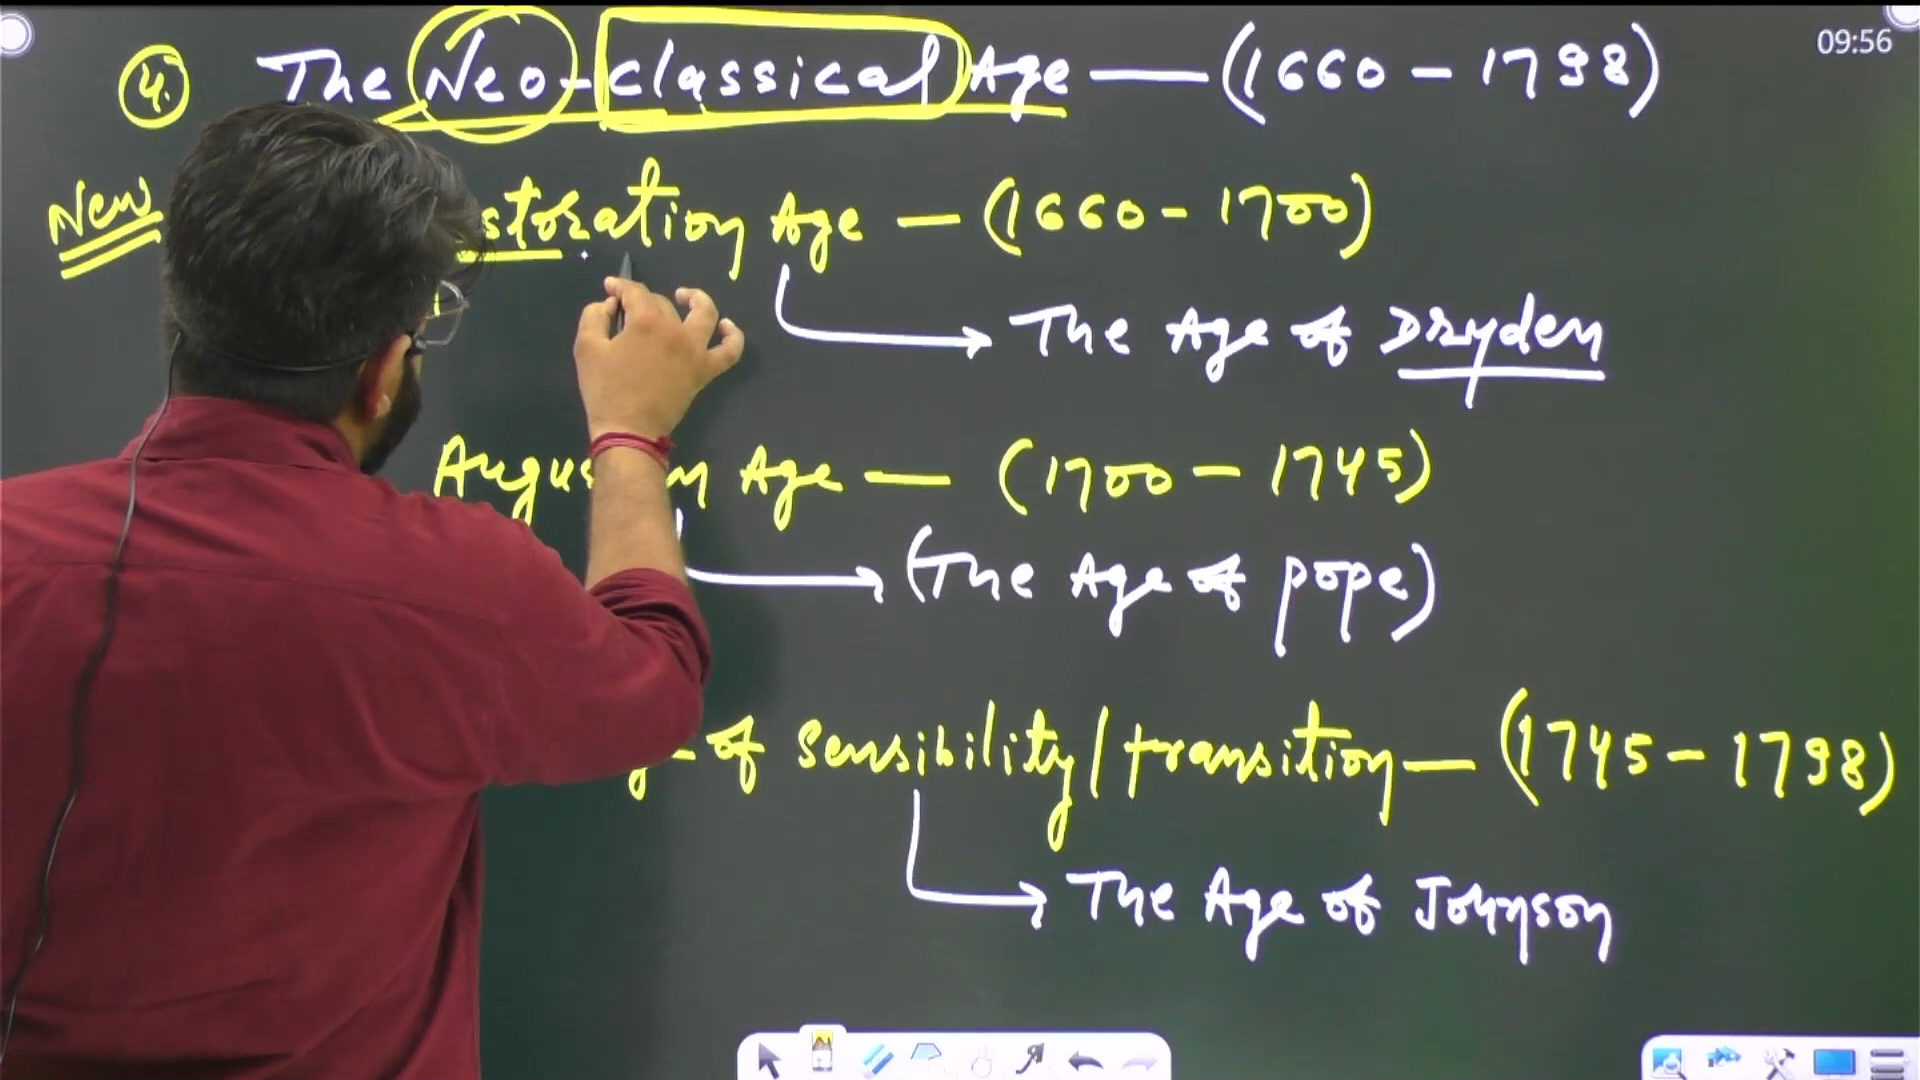 09:56
4. The Neo-classical Age — (1660 - 1798)
New
storation Age — (1660 - 1700)
The Age of Dryden
Age — (1700 - 1745)
(The Age of pope)
of Sensibility/transition — (1745 - 1798)
The Age of Johnson